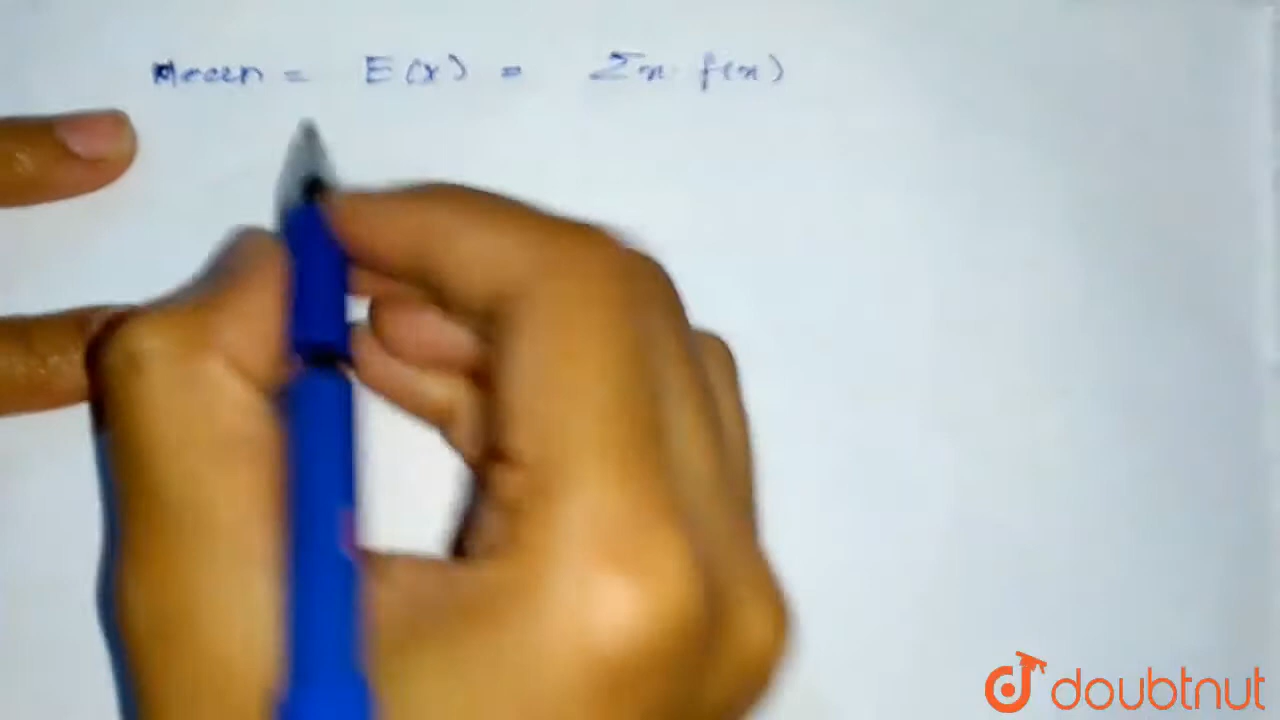 Mean = E(x) = Σx. f(x)
doubtnut